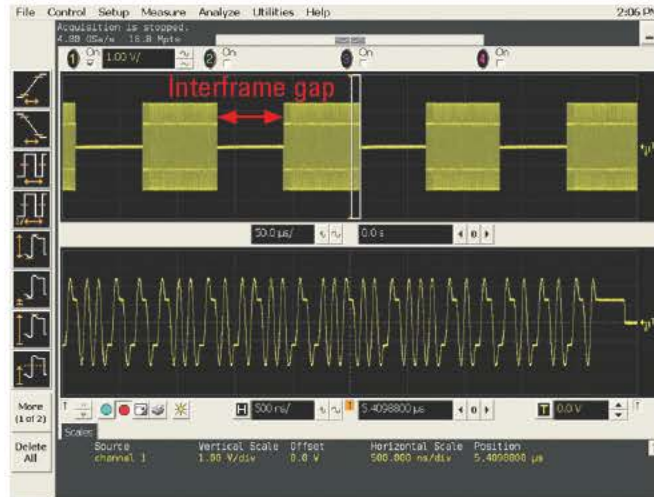 File Control Setup Measure Analyze Utilities Help 2:06 PM
Acquisition is stopped.
4.00 GSa/s 16.8 Mpts
1 On 1.00 V/ 2 On 3 On 4 On
Interframe gap
50.0 µs/ 0.0 s 0
More
(1 of 2)
Delete
All
H 500 ns/ T 5.4098800 µs 0 T 0.0 V
Scales
Source Vertical Scale Offset Horizontal Scale Position
channel 1 1.00 V/div 0.0 V 500.000 ns/div 5.4098800 µs